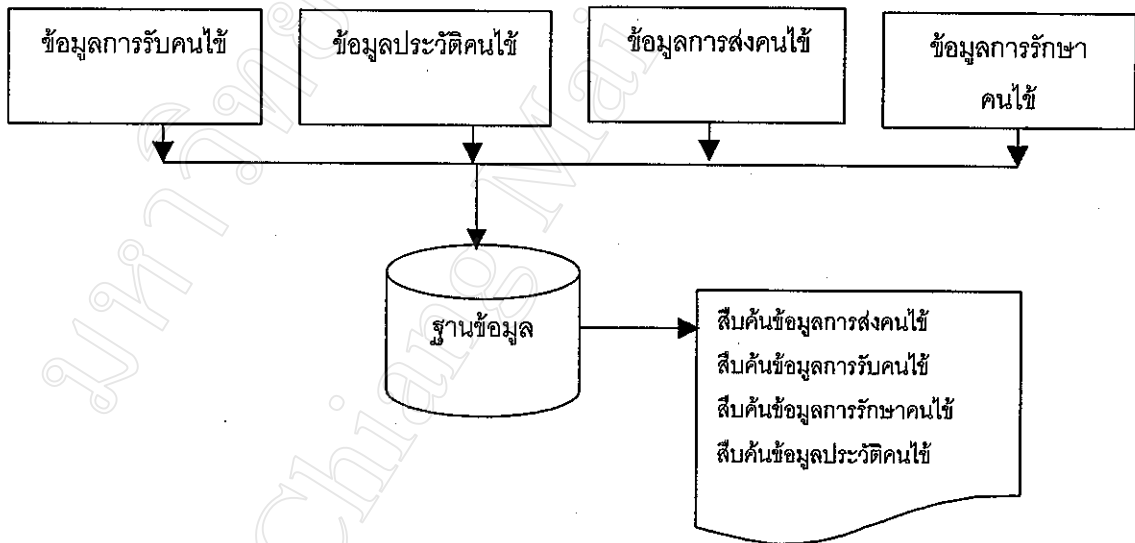 ข้อมูลการรับคนไข้
ข้อมูลประวัติคนไข้
ข้อมูลการส่งคนไข้
ข้อมูลการรักษา
คนไข้
ฐานข้อมูล
สืบค้นข้อมูลการส่งคนไข้
สืบค้นข้อมูลการรับคนไข้
สืบค้นข้อมูลการรักษาคนไข้
สืบค้นข้อมูลประวัติคนไข้
Chiang Mai